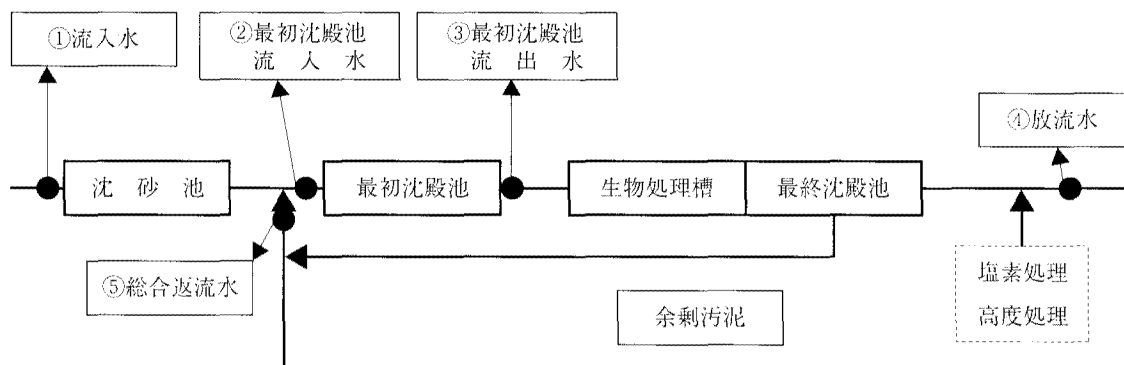 ①流入水
②最初沈殿池
流入水
③最初沈殿池
流出水
④放流水
沈砂池
最初沈殿池
生物処理槽
最終沈殿池
⑤総合返流水
余剰汚泥
塩素処理
高度処理